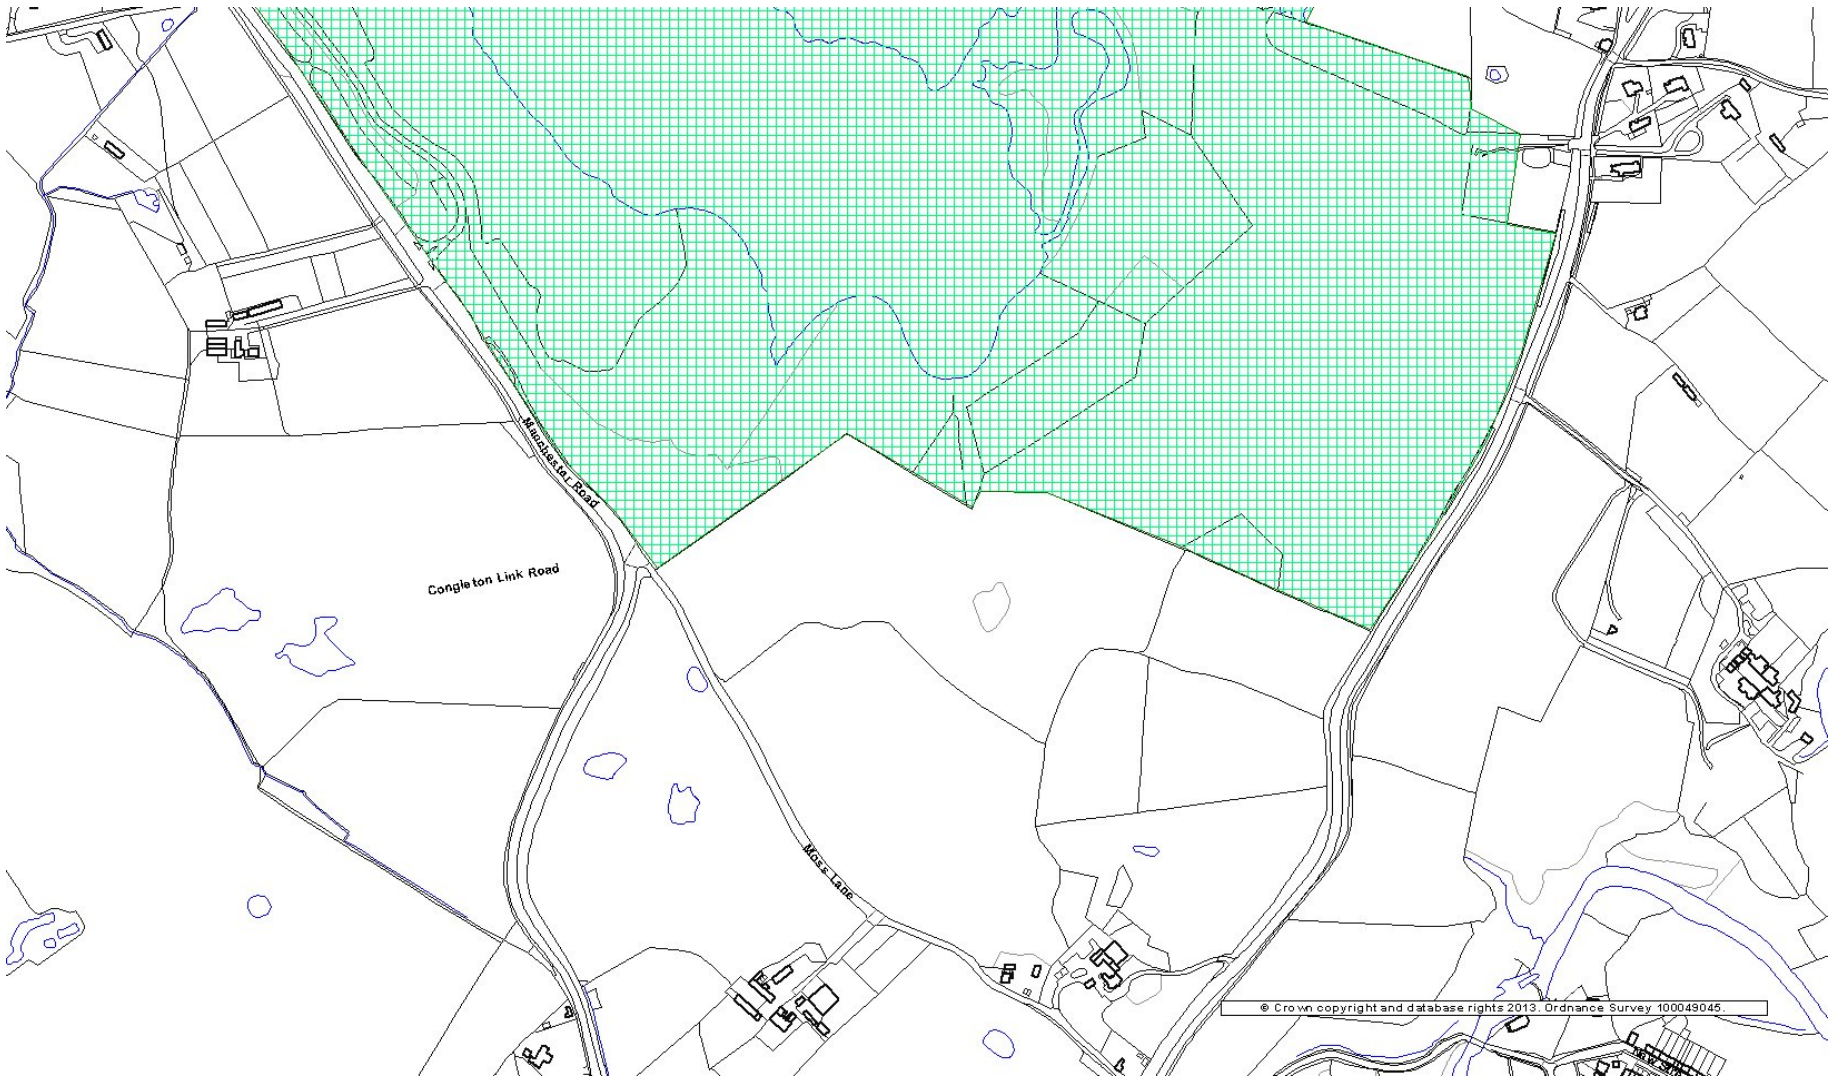 Manchester Road
Congleton Link Road
Moss Lane
© Crown copyright and database rights 2013. Ordnance Survey 100049045.